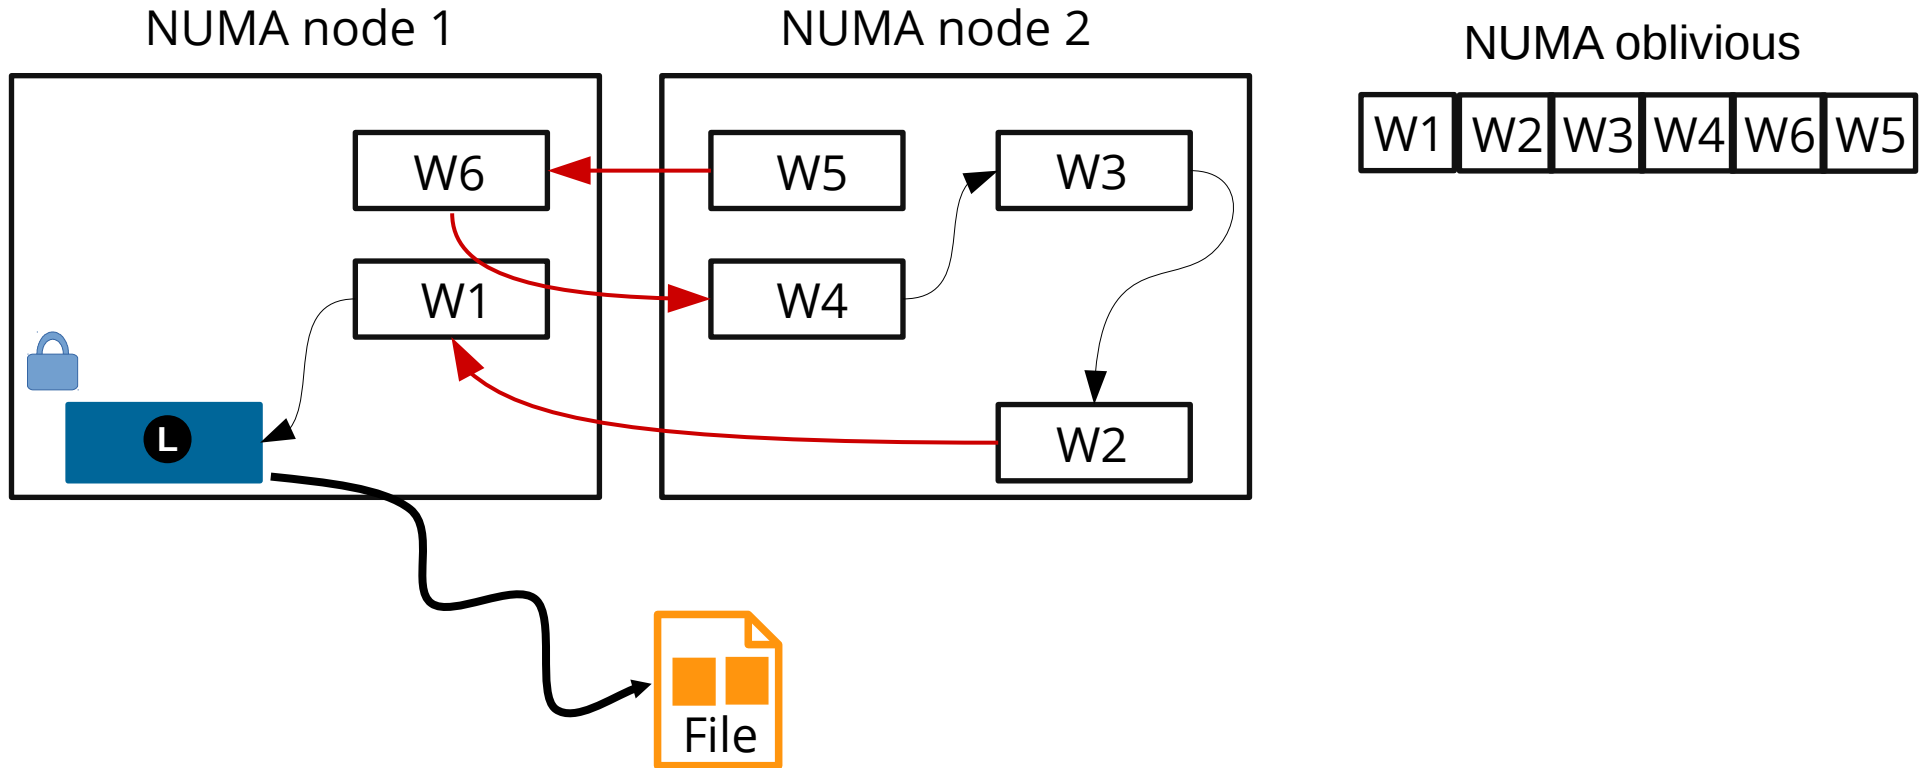 NUMA node 1
NUMA node 2
NUMA oblivious
W1 W2 W3 W4 W6 W5
W6
W5
W3
W1
W4
L
W2
File